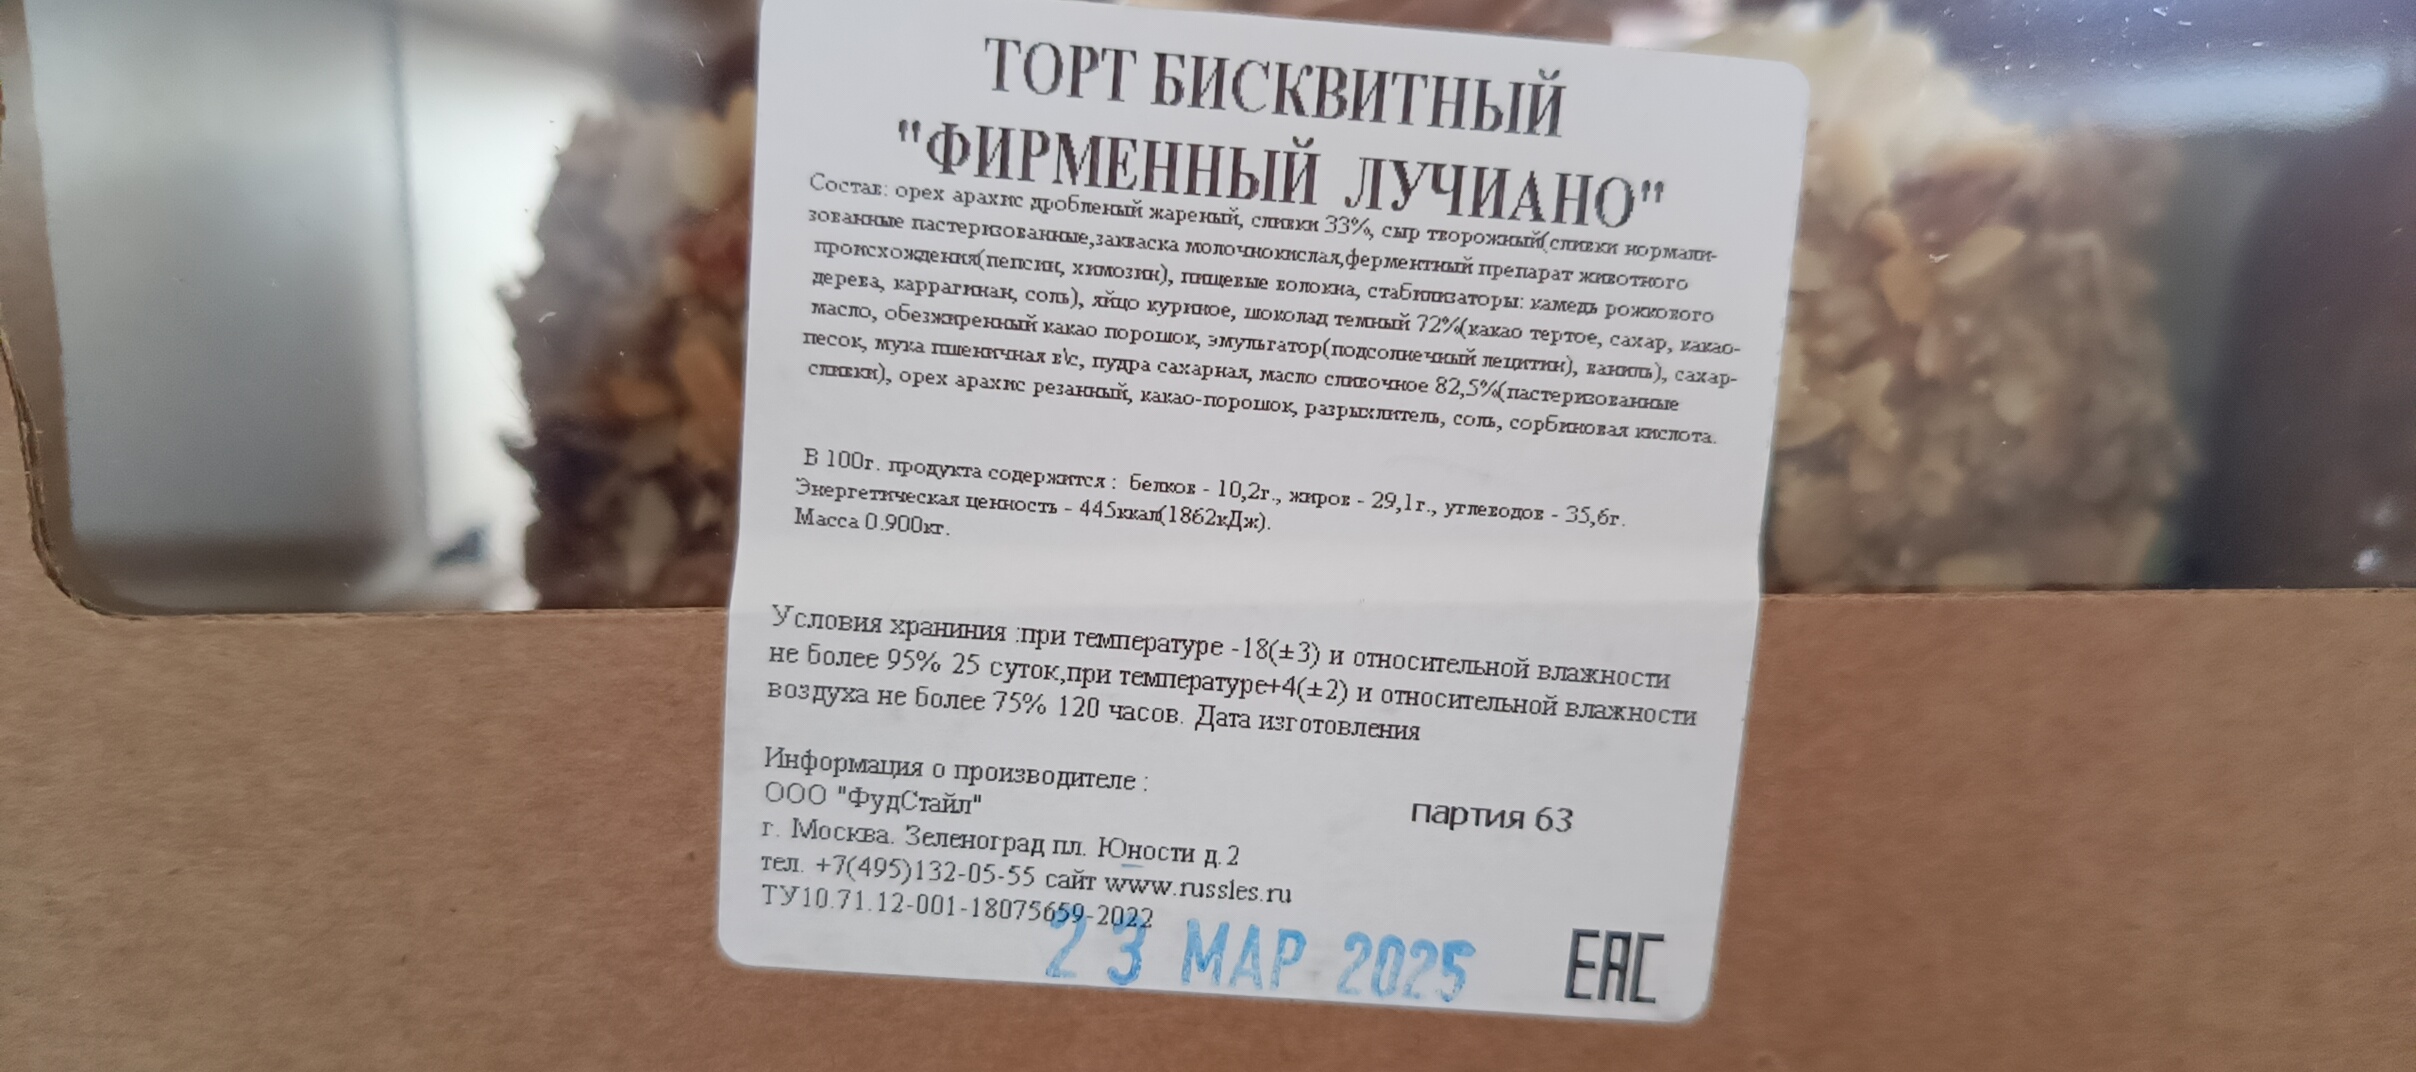 ТОРТ БИСКВИТНЫЙ
"ФИРМЕННЫЙ ЛУЧИАНО"
Состав: орех арахис дробленый жареный, сливки 33%, сыр творожный(сливки нормали-
зованные пастеризованные,закваска молочнокислая,ферментный препарат животного
происхождения(пепсин, химозин), пищевые волокна, стабилизаторы: камедь рожкового
дерева, каррагинан, соль), яйцо куриное, шоколад темный 72%(какао тертое, сахар, какао-
масло, обезжиренный какао порошок, эмульгатор(подсолнечный лецитин), ваниль), сахар-
песок, мука пшеничная в\с, пудра сахарная, масло сливочное 82,5%(пастеризованные
сливки), орех арахис резанный, какао-порошок, разрыхлитель, соль, сорбиновая кислота.
В 100г. продукта содержится : белков - 10,2г., жиров - 29,1г., углеводов - 35,6г.
Энергетическая ценность - 445ккал(1862кДж).
Масса 0.900кг.
Условия храниния :при температуре -18(±3) и относительной влажности
не более 95% 25 суток,при температуре+4(±2) и относительной влажности
воздуха не более 75% 120 часов. Дата изготовления
Информация о производителе :
ООО "ФудСтайл"
партия 63
г. Москва. Зеленоград пл. Юности д.2
тел. +7(495)132-05-55 сайт www.russles.ru
ТУ10.71.12-001-18075659-2022
23 МАР 2025
EAC